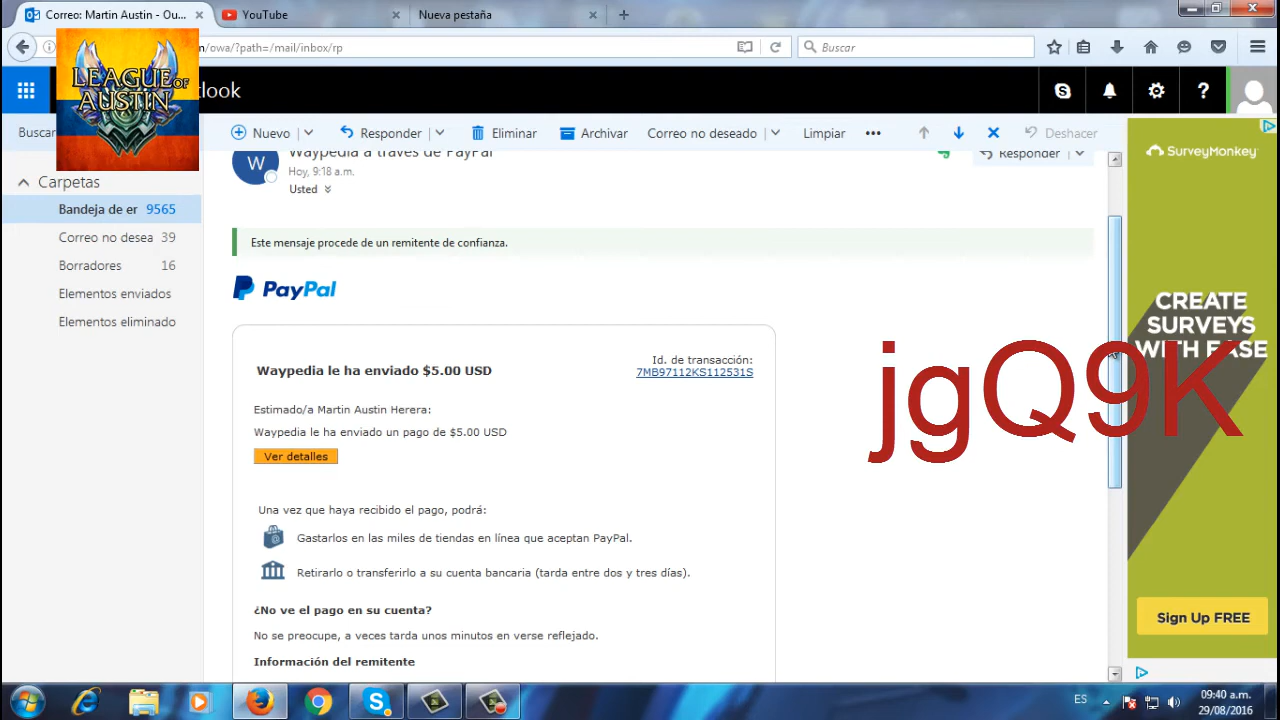 Correo: Martin Austin - Ou...
YouTube
Nueva pestaña
.com/owa/?path=/mail/inbox/rp
Buscar
LEAGUE OF
AUSTIN
tlook
Buscar
Nuevo
Responder
Eliminar
Archivar
Correo no deseado
Limpiar
Deshacer
Carpetas
Bandeja de er 9565
Correo no desea 39
Borradores 16
Elementos enviados
Elementos eliminado
W
Waypedia a través de PayPal
Hoy, 9:18 a.m.
Usted
Responder
Este mensaje procede de un remitente de confianza.
PayPal
Waypedia le ha enviado $5.00 USD
Id. de transacción:
7MB97112KS112531S
Estimado/a Martin Austin Herera:
Waypedia le ha enviado un pago de $5.00 USD
Ver detalles
Una vez que haya recibido el pago, podrá:
Gastarlos en las miles de tiendas en línea que aceptan PayPal.
Retirarlo o transferirlo a su cuenta bancaria (tarda entre dos y tres días).
¿No ve el pago en su cuenta?
No se preocupe, a veces tarda unos minutos en verse reflejado.
Información del remitente
jgQ9K
SurveyMonkey
CREATE
SURVEYS
WITH EASE
Sign Up FREE
ES
09:40 a.m.
29/08/2016